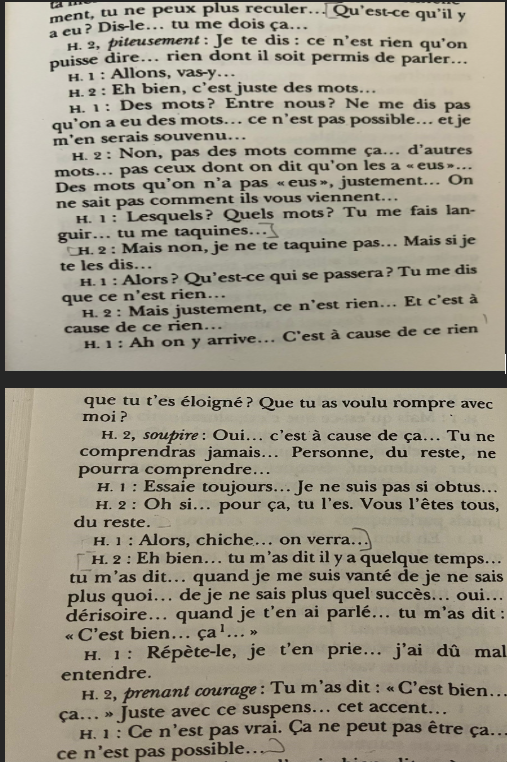 ment, tu ne peux plus reculer... Qu'est-ce qu'il y
a eu? Dis-le... tu me dois ça...
H. 2, piteusement : Je te dis : ce n'est rien qu'on
puisse dire... rien dont il soit permis de parler...
H. 1 : Allons, vas-y...
H. 2 : Eh bien, c'est juste des mots...
H. 1 : Des mots? Entre nous? Ne me dis pas
qu'on a eu des mots... ce n'est pas possible... et je
m'en serais souvenu...
H. 2 : Non, pas des mots comme ça... d'autres
mots... pas ceux dont on dit qu'on les a « eus »...
Des mots qu'on n'a pas « eus », justement... On
ne sait pas comment ils vous viennent...
H. 1 : Lesquels? Quels mots? Tu me fais lan-
guir... tu me taquines...
H. 2 : Mais non, je ne te taquine pas... Mais si je
te les dis...
H. 1 : Alors? Qu'est-ce qui se passera? Tu me dis
que ce n'est rien...
H. 2 : Mais justement, ce n'est rien... Et c'est à
cause de ce rien...
H. 1 : Ah on y arrive... C'est à cause de ce rien
que tu t'es éloigné? Que tu as voulu rompre avec
moi?
H. 2, soupire : Oui... c'est à cause de ça... Tu ne
comprendras jamais... Personne, du reste, ne
pourra comprendre...
H. 1 : Essaie toujours... Je ne suis pas si obtus...
H. 2 : Oh si... pour ça, tu l'es. Vous l'êtes tous,
du reste.
H. 1 : Alors, chiche... on verra...
H. 2 : Eh bien... tu m'as dit il y a quelque temps...
tu m'as dit... quand je me suis vanté de je ne sais
plus quoi... de je ne sais plus quel succès... oui...
dérisoire... quand je t'en ai parlé... tu m'as dit :
« C'est bien... ça¹... »
H. 1 : Répète-le, je t'en prie... j'ai dû mal
entendre.
H. 2, prenant courage : Tu m'as dit : « C'est bien...
ça... » Juste avec ce suspens... cet accent...
H. 1 : Ce n'est pas vrai. Ça ne peut pas être ça...
ce n'est pas possible...